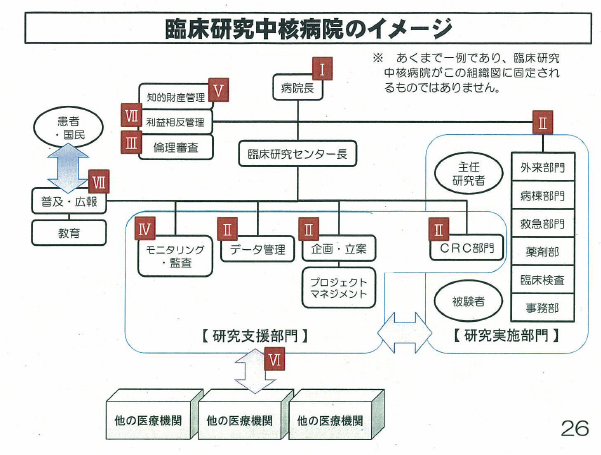 臨床研究中核病院のイメージ
※ あくまで一例であり、臨床研究
中核病院がこの組織図に固定され
るものではありません。
Ⅰ
病院長
Ⅴ
知的財産管理
Ⅶ
利益相反管理
Ⅲ
倫理審査
患者
・国民
臨床研究センター長
Ⅱ
主任
研究者
外来部門
病棟部門
救急部門
薬剤部
臨床検査
事務部
Ⅶ
普及・広報
教育
Ⅳ
モニタリング
・監査
Ⅱ
データ管理
Ⅱ
企画・立案
プロジェクト
マネジメント
Ⅱ
CRC部門
被験者
【 研究支援部門 】
【 研究実施部門 】
Ⅵ
他の医療機関
他の医療機関
他の医療機関
26